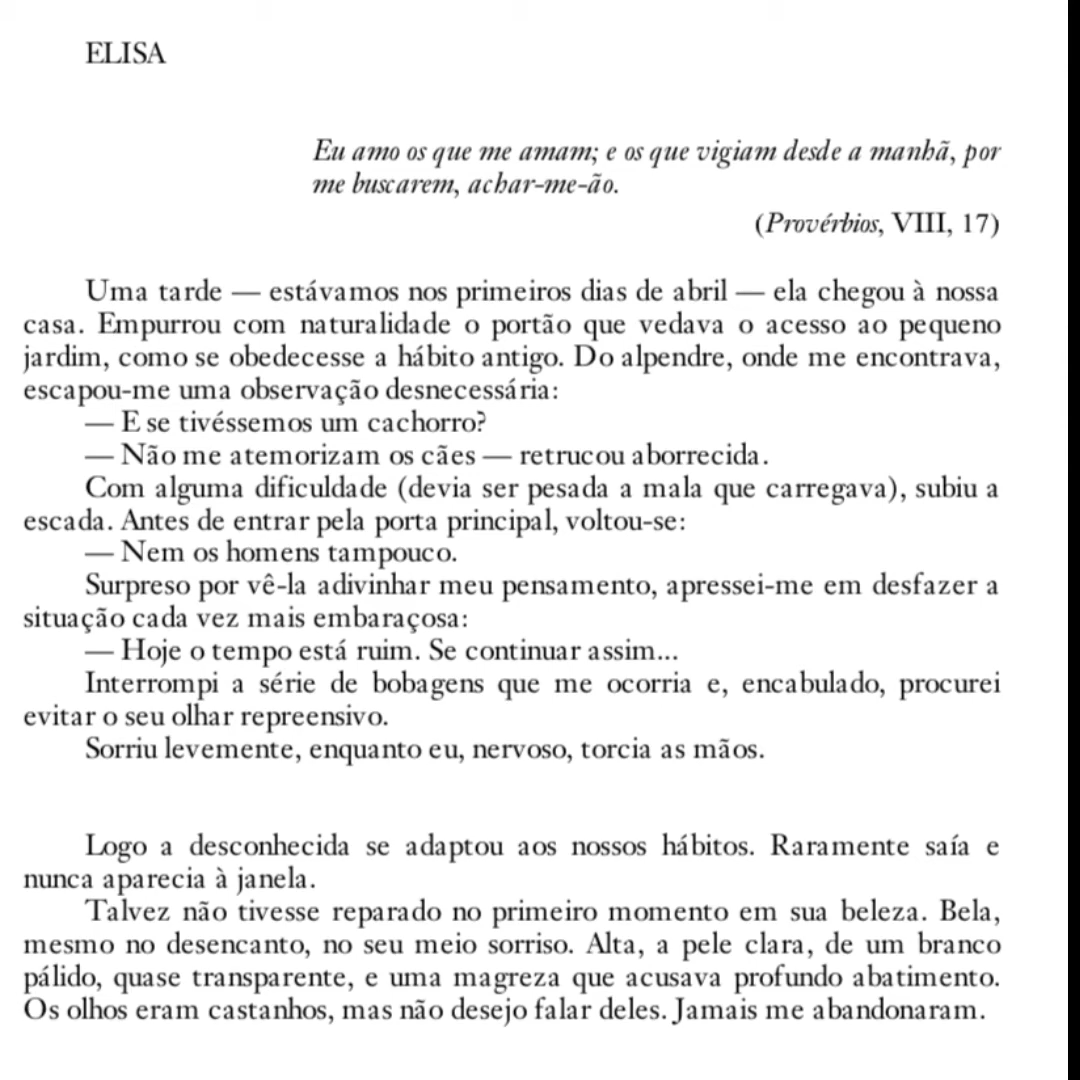 ELISA
Eu amo os que me amam; e os que vigiam desde a manhã, por
me buscarem, achar-me-ão.
(Provérbios, VIII, 17)
Uma tarde — estávamos nos primeiros dias de abril — ela chegou à nossa
casa. Empurrou com naturalidade o portão que vedava o acesso ao pequeno
jardim, como se obedecesse a hábito antigo. Do alpendre, onde me encontrava,
escapou-me uma observação desnecessária:
— E se tivéssemos um cachorro?
— Não me atemorizam os cães — retrucou aborrecida.
Com alguma dificuldade (devia ser pesada a mala que carregava), subiu a
escada. Antes de entrar pela porta principal, voltou-se:
— Nem os homens tampouco.
Surpreso por vê-la adivinhar meu pensamento, apressei-me em desfazer a
situação cada vez mais embaraçosa:
— Hoje o tempo está ruim. Se continuar assim...
Interrompi a série de bobagens que me ocorria e, encabulado, procurei
evitar o seu olhar repreensivo.
Sorriu levemente, enquanto eu, nervoso, torcia as mãos.
Logo a desconhecida se adaptou aos nossos hábitos. Raramente saía e
nunca aparecia à janela.
Talvez não tivesse reparado no primeiro momento em sua beleza. Bela,
mesmo no desencanto, no seu meio sorriso. Alta, a pele clara, de um branco
pálido, quase transparente, e uma magreza que acusava profundo abatimento.
Os olhos eram castanhos, mas não desejo falar deles. Jamais me abandonaram.